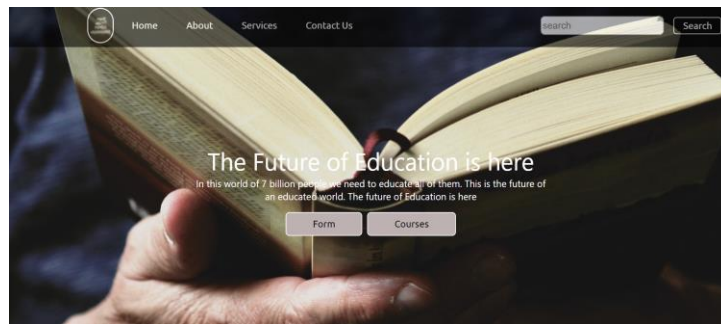 Home
About
Services
Contact Us
search
Search
The Future of Education is here
In this world of 7 billion people we need to educate all of them. This is the future of
an educated world. The future of Education is here
Form
Courses